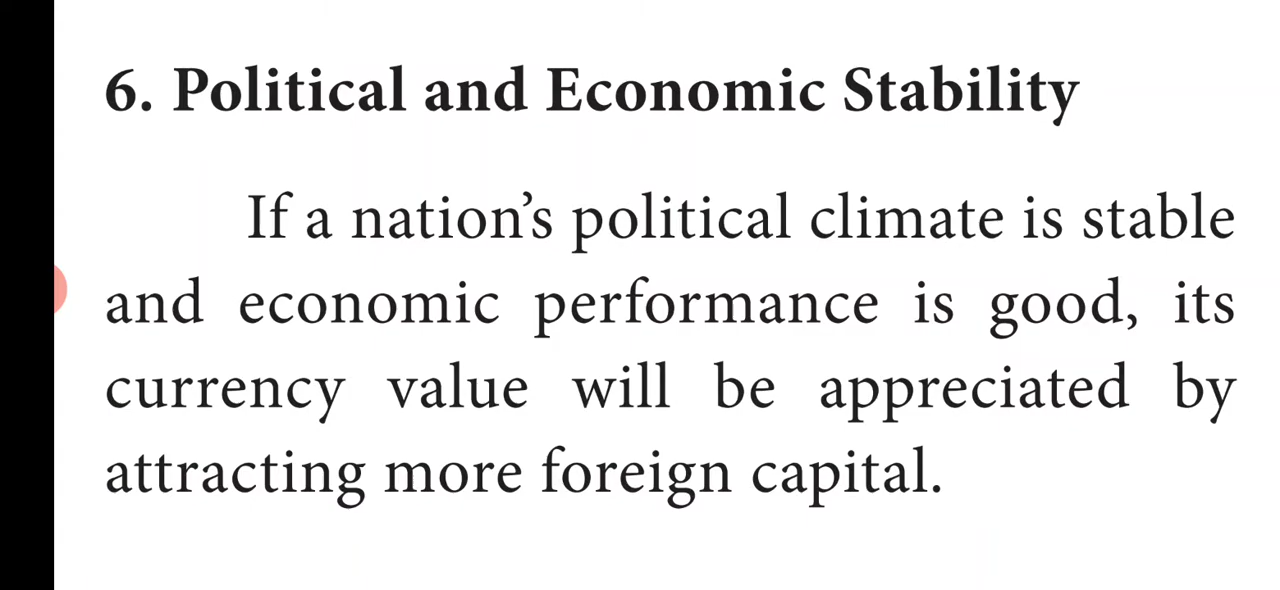 6. Political and Economic Stability
If a nation’s political climate is stable
and economic performance is good, its
currency value will be appreciated by
attracting more foreign capital.